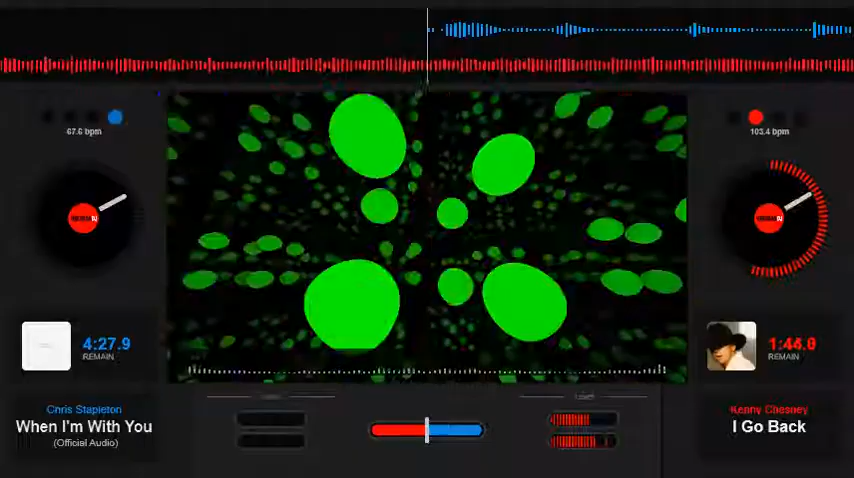 67.6 bpm
103.4 bpm
4:27.9
REMAIN
1:44.0
REMAIN
Chris Stapleton
When I'm With You
(Official Audio)
Kenny Chesney
I Go Back